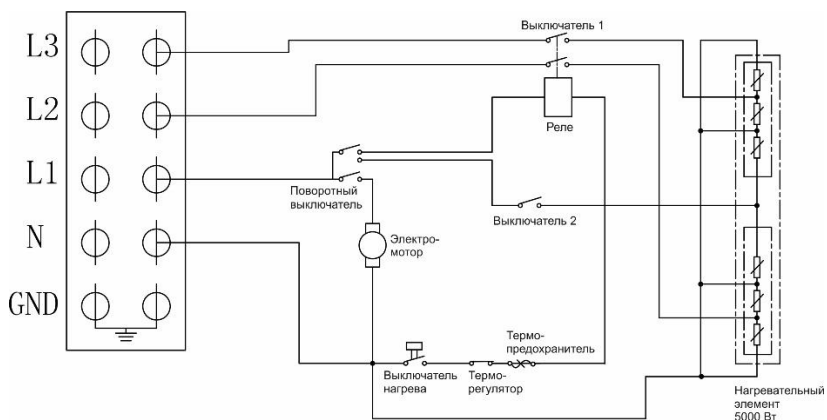 L3
L2
L1
N
GND
Выключатель 1
Реле
Поворотный
выключатель
Выключатель 2
Электро-
мотор
Термо-
предохранитель
Выключатель
нагрева
Термо-
регулятор
Нагревательный
элемент
5000 Вт